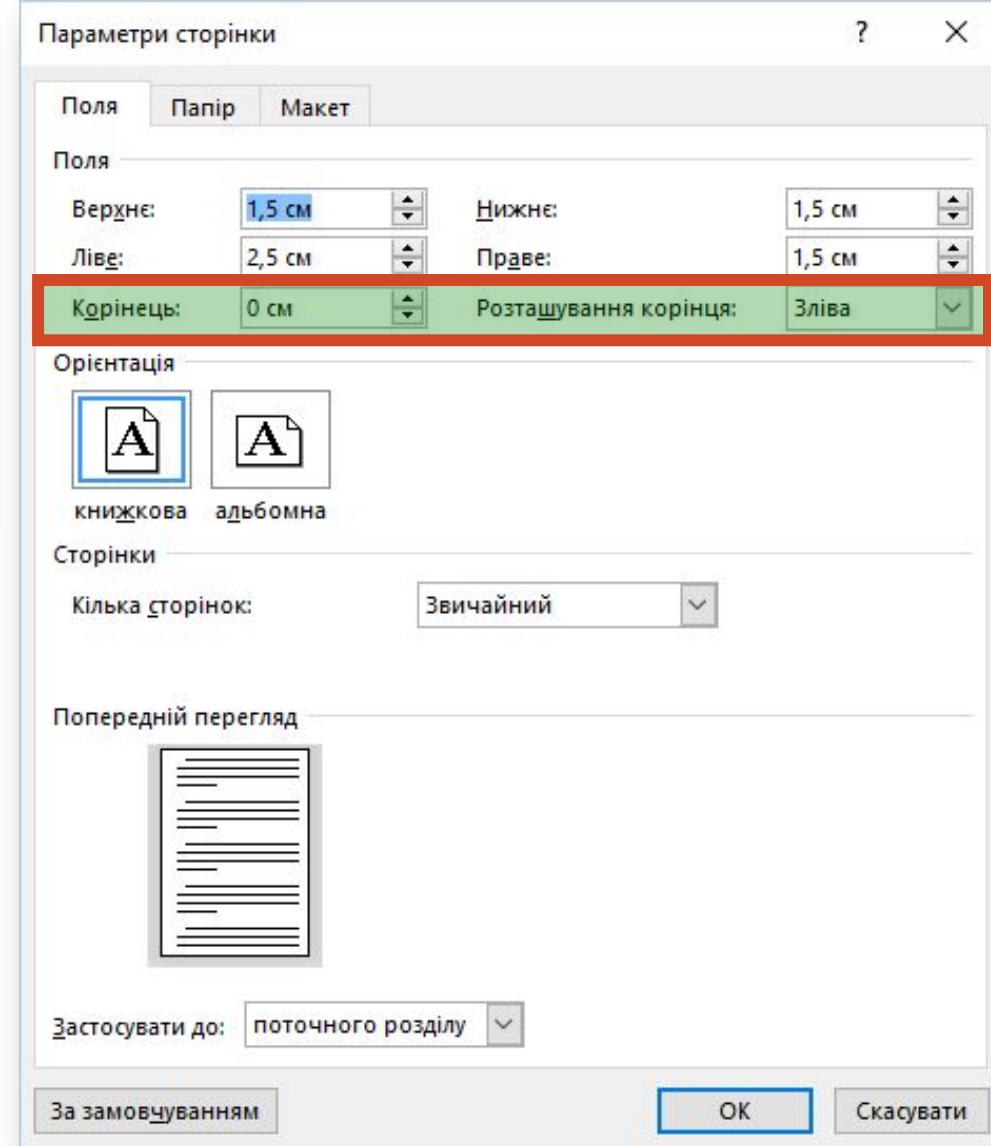 Параметри сторінки ?
Поля Папір Макет
Поля
Верхнє: 1,5 см Нижнє: 1,5 см
Ліве: 2,5 см Праве: 1,5 см
Корінець: 0 см Розташування корінця: Зліва
Орієнтація
A A
книжкова альбомна
Сторінки
Кілька сторінок: Звичайний
Попередній перегляд
Застосувати до: поточного розділу
За замовчуванням ОК Скасувати